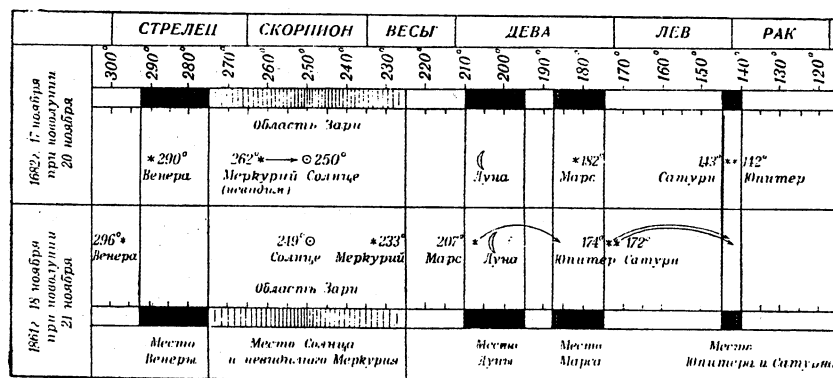 СТРЕЛЕЦ СКОРПИОН ВЕСЫ ДЕВА ЛЕВ РАК
300° 290° 280° 270° 260° 250° 240° 230° 220° 210° 200° 190° 180° 170° 160° 150° 140° 130° 120°
1682г. 17 ноября
при новолунии
20 ноября
Область Зари
*290° 262°* ⊙250° *182° 143°* *142°
Венера Меркурий Солнце Луна Марс Сатурн Юпитер
(невидим)
1861г 18 ноября
при новолунии
21 ноября
296°* 249°⊙ *233° 207°* 174°* *172°
Венера Солнце Меркурий Марс Луна Юпитер Сатурн
Область Зари
Место Место Солнца Место Место Место
Венеры и невидимого Меркурия Луны Марса Юпитера и Сатурна